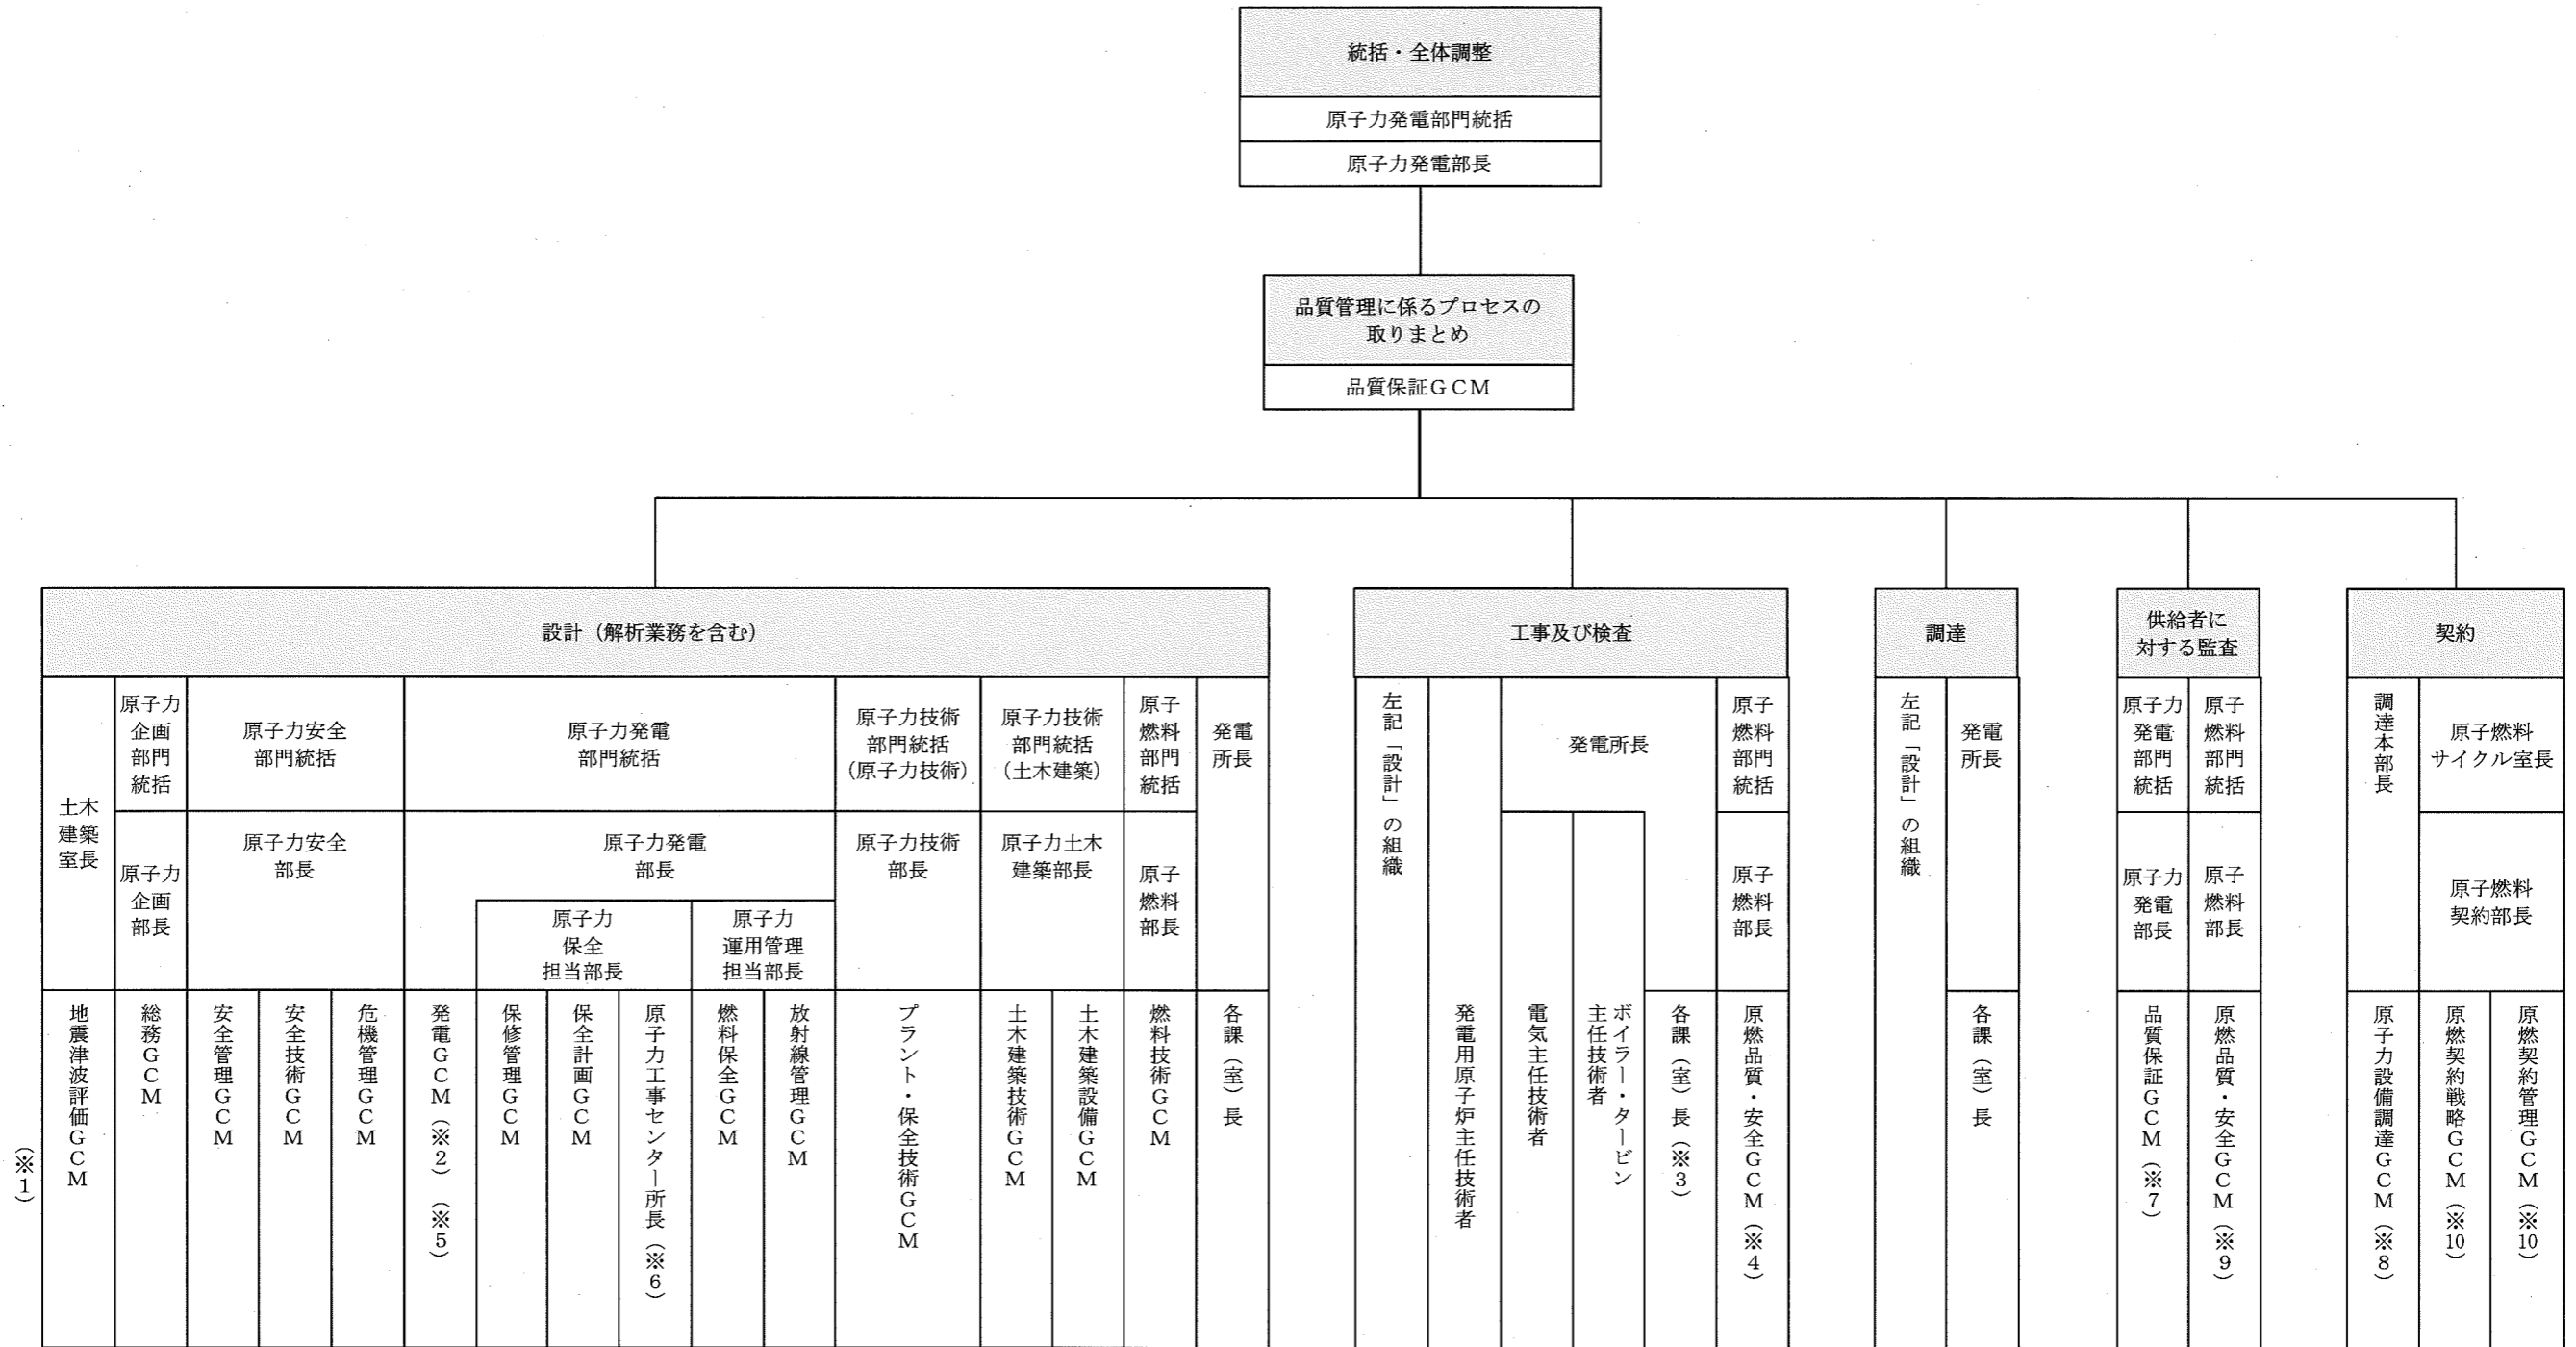 統括・全体調整
原子力発電部門統括
原子力発電部長
品質管理に係るプロセスの
取りまとめ
品質保証GCM
設計（解析業務を含む）
土木
建築
室長
原子力
企画
部門
統括
原子力安全
部門統括
原子力発電
部門統括
原子力技術
部門統括
（原子力技術）
原子力技術
部門統括
（土木建築）
原子
燃料
部門
統括
発電
所長
原子力
企画
部長
原子力安全
部長
原子力発電
部長
原子力
保全
担当部長
原子力
運用管理
担当部長
原子力技術
部長
原子力土木
建築部長
原子
燃料
部長
地震津波評価GCM
総務GCM
安全管理GCM
安全技術GCM
危機管理GCM
発電GCM（※2）（※5）
保修管理GCM
保全計画GCM
原子力工事センター所長（※6）
燃料保全GCM
放射線管理GCM
プラント・保全技術GCM
土木建築技術GCM
土木建築設備GCM
燃料技術GCM
各課（室）長
（※1）
工事及び検査
左記「設計」の組織
発電所長
原子
燃料
部門
統括
原子
燃料
部長
発電用原子炉主任技術者
電気主任技術者
ボイラー・タービン
主任技術者
各課（室）長（※3）
原燃品質・安全GCM（※4）
調達
左記「設計」の組織
発電
所長
各課（室）長
供給者に
対する監査
原子力
発電
部門
統括
原子
燃料
部門
統括
原子力
発電
部長
原子
燃料
部長
品質保証GCM（※7）
原燃品質・安全GCM（※9）
契約
調達本部長
原子燃料
サイクル室長
原子燃料
契約部長
原子力設備調達GCM（※8）
原燃契約戦略GCM（※10）
原燃契約管理GCM（※10）